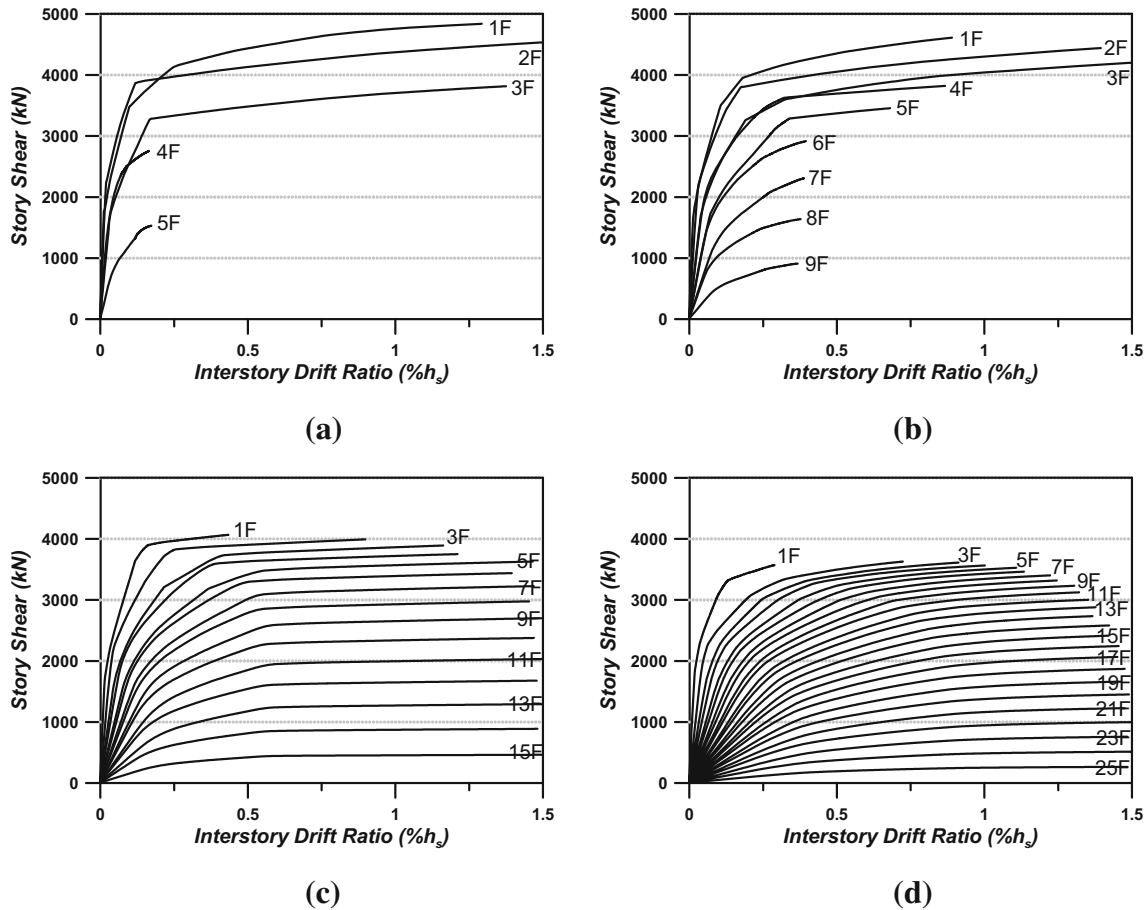 5000
4000
3000
2000
1000
0
Story Shear (kN)
1F
2F
3F
4F
5F
0
0.5
1
1.5
Interstory Drift Ratio (%hs)
(a)
5000
4000
3000
2000
1000
0
Story Shear (kN)
1F
2F
3F
4F
5F
6F
7F
8F
9F
0
0.5
1
1.5
Interstory Drift Ratio (%hs)
(b)
5000
4000
3000
2000
1000
0
Story Shear (kN)
1F
3F
5F
7F
9F
11F
13F
15F
0
0.5
1
1.5
Interstory Drift Ratio (%hs)
(c)
5000
4000
3000
2000
1000
0
Story Shear (kN)
1F
3F
5F
7F
9F
11F
13F
15F
17F
19F
21F
23F
25F
0
0.5
1
1.5
Interstory Drift Ratio (%hs)
(d)